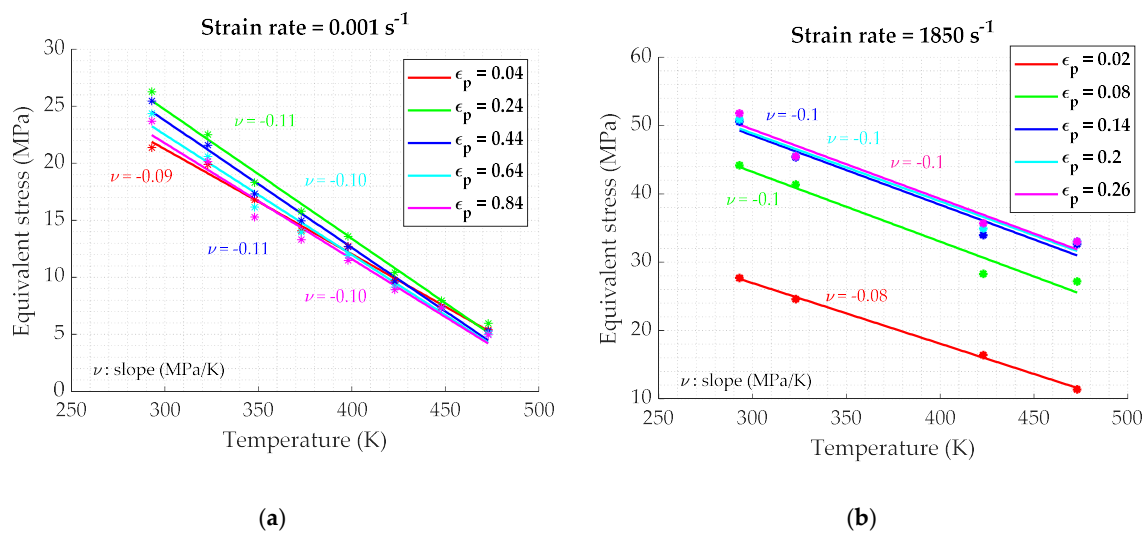 Strain rate = 0.001 s⁻¹
30
25
20
15
10
5
0
Equivalent stress (MPa)
ϵp = 0.04
ϵp = 0.24
ϵp = 0.44
ϵp = 0.64
ϵp = 0.84
ν = -0.11
ν = -0.09
ν = -0.10
ν = -0.11
ν = -0.10
ν : slope (MPa/K)
250 300 350 400 450 500
Temperature (K)
(a)
Strain rate = 1850 s⁻¹
60
50
40
30
20
10
Equivalent stress (MPa)
ϵp = 0.02
ϵp = 0.08
ϵp = 0.14
ϵp = 0.2
ϵp = 0.26
ν = -0.1
ν = -0.1
ν = -0.1
ν = -0.1
ν = -0.08
ν : slope (MPa/K)
250 300 350 400 450 500
Temperature (K)
(b)